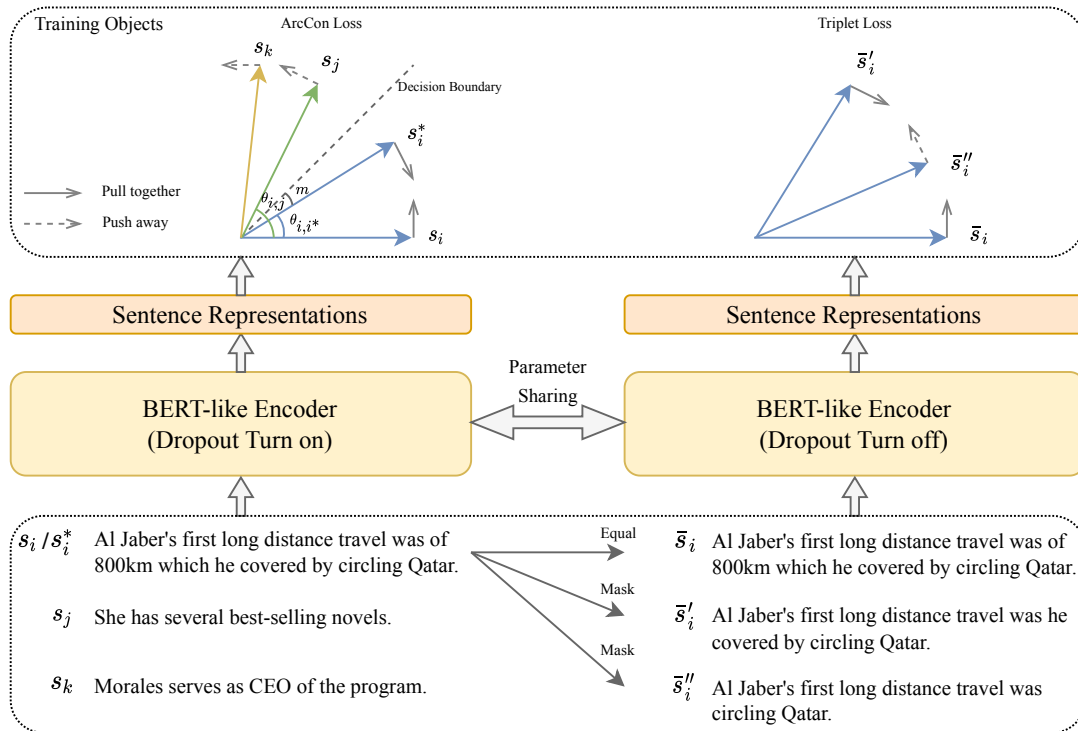 Training Objects
ArcCon Loss
Triplet Loss
s_k
s_j
s̄_i′
Decision Boundary
s_i^*
s̄_i″
Pull together
Push away
θ_{i,j}
m
θ_{i,i*}
s_i
s̄_i
Sentence Representations
Sentence Representations
Parameter
Sharing
BERT-like Encoder
(Dropout Turn on)
BERT-like Encoder
(Dropout Turn off)
s_i / s_i^* Al Jaber's first long distance travel was of
800km which he covered by circling Qatar.
s_j She has several best-selling novels.
s_k Morales serves as CEO of the program.
Equal
Mask
Mask
s̄_i Al Jaber's first long distance travel was of
800km which he covered by circling Qatar.
s̄_i′ Al Jaber's first long distance travel was he
covered by circling Qatar.
s̄_i″ Al Jaber's first long distance travel was
circling Qatar.